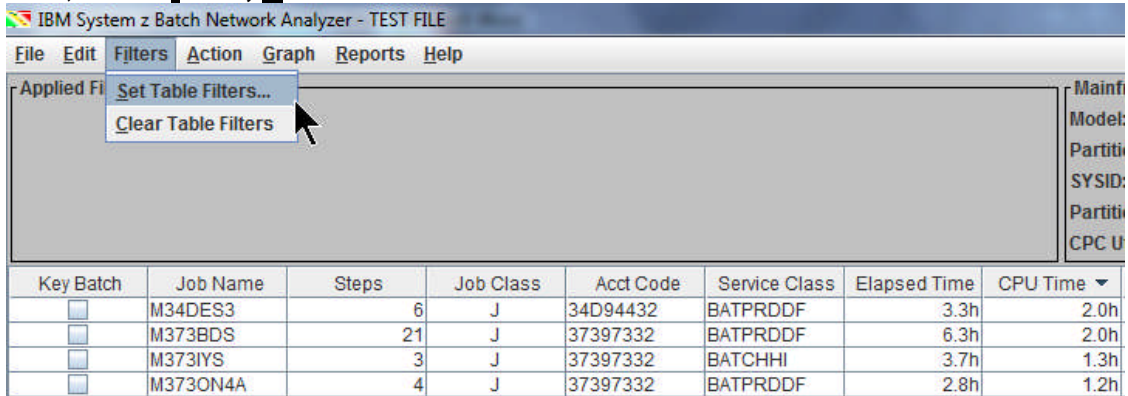 IBM System z Batch Network Analyzer - TEST FILE
File Edit Filters Action Graph Reports Help
Applied Fi
Set Table Filters...
Clear Table Filters
Mainf
Model:
Partiti
SYSID:
Partiti
CPC U
Key Batch Job Name Steps Job Class Acct Code Service Class Elapsed Time CPU Time
M34DES3 6 J 34D94432 BATPRDDF 3.3h 2.0h
M373BDS 21 J 37397332 BATPRDDF 6.3h 2.0h
M373IYS 3 J 37397332 BATCHHI 3.7h 1.3h
M373ON4A 4 J 37397332 BATPRDDF 2.8h 1.2h